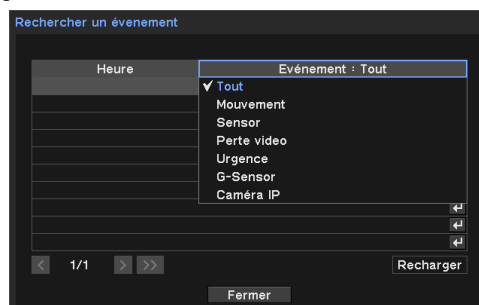 Rechercher un évenement
Heure
Evénement : Tout
Tout
Mouvement
Sensor
Perte video
Urgence
G-Sensor
Caméra IP
< 1/1 > >>
Recharger
Fermer